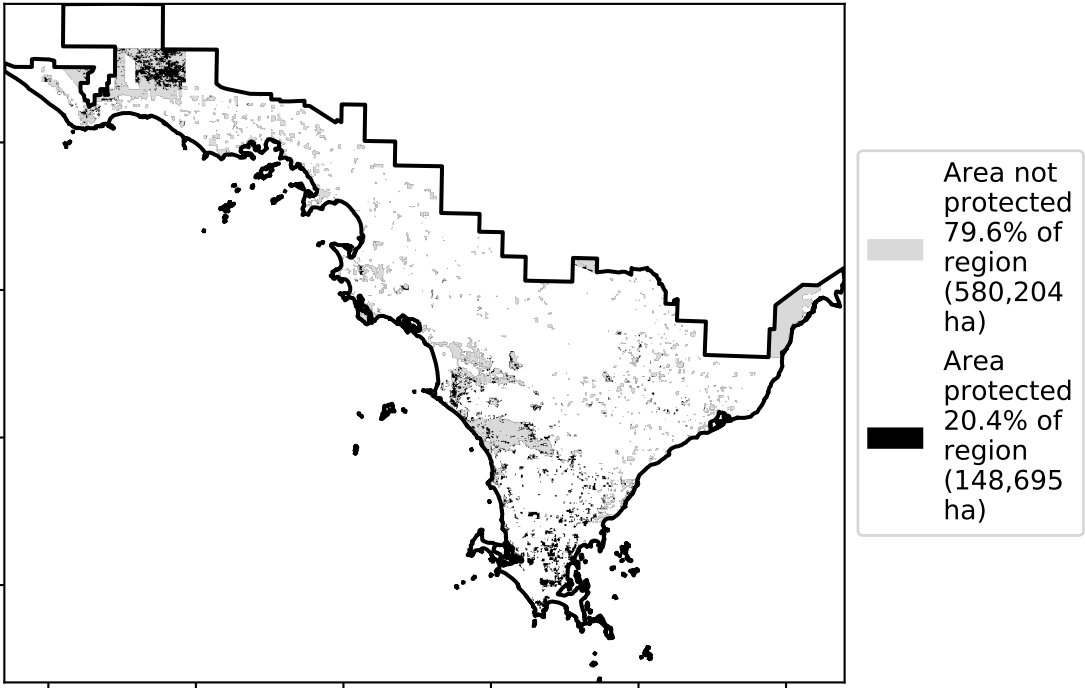 Area not
protected
79.6% of
region
(580,204
ha)
Area
protected
20.4% of
region
(148,695
ha)